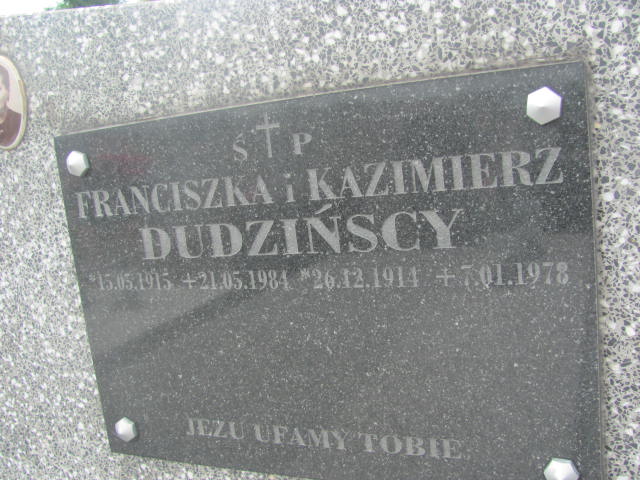 Ś † P
FRANCISZKA i KAZIMIERZ
DUDZIŃSCY
*15.05.1915 +21.05.1984 *26.12.1914 +7.01.1978
JEZU UFAMY TOBIE